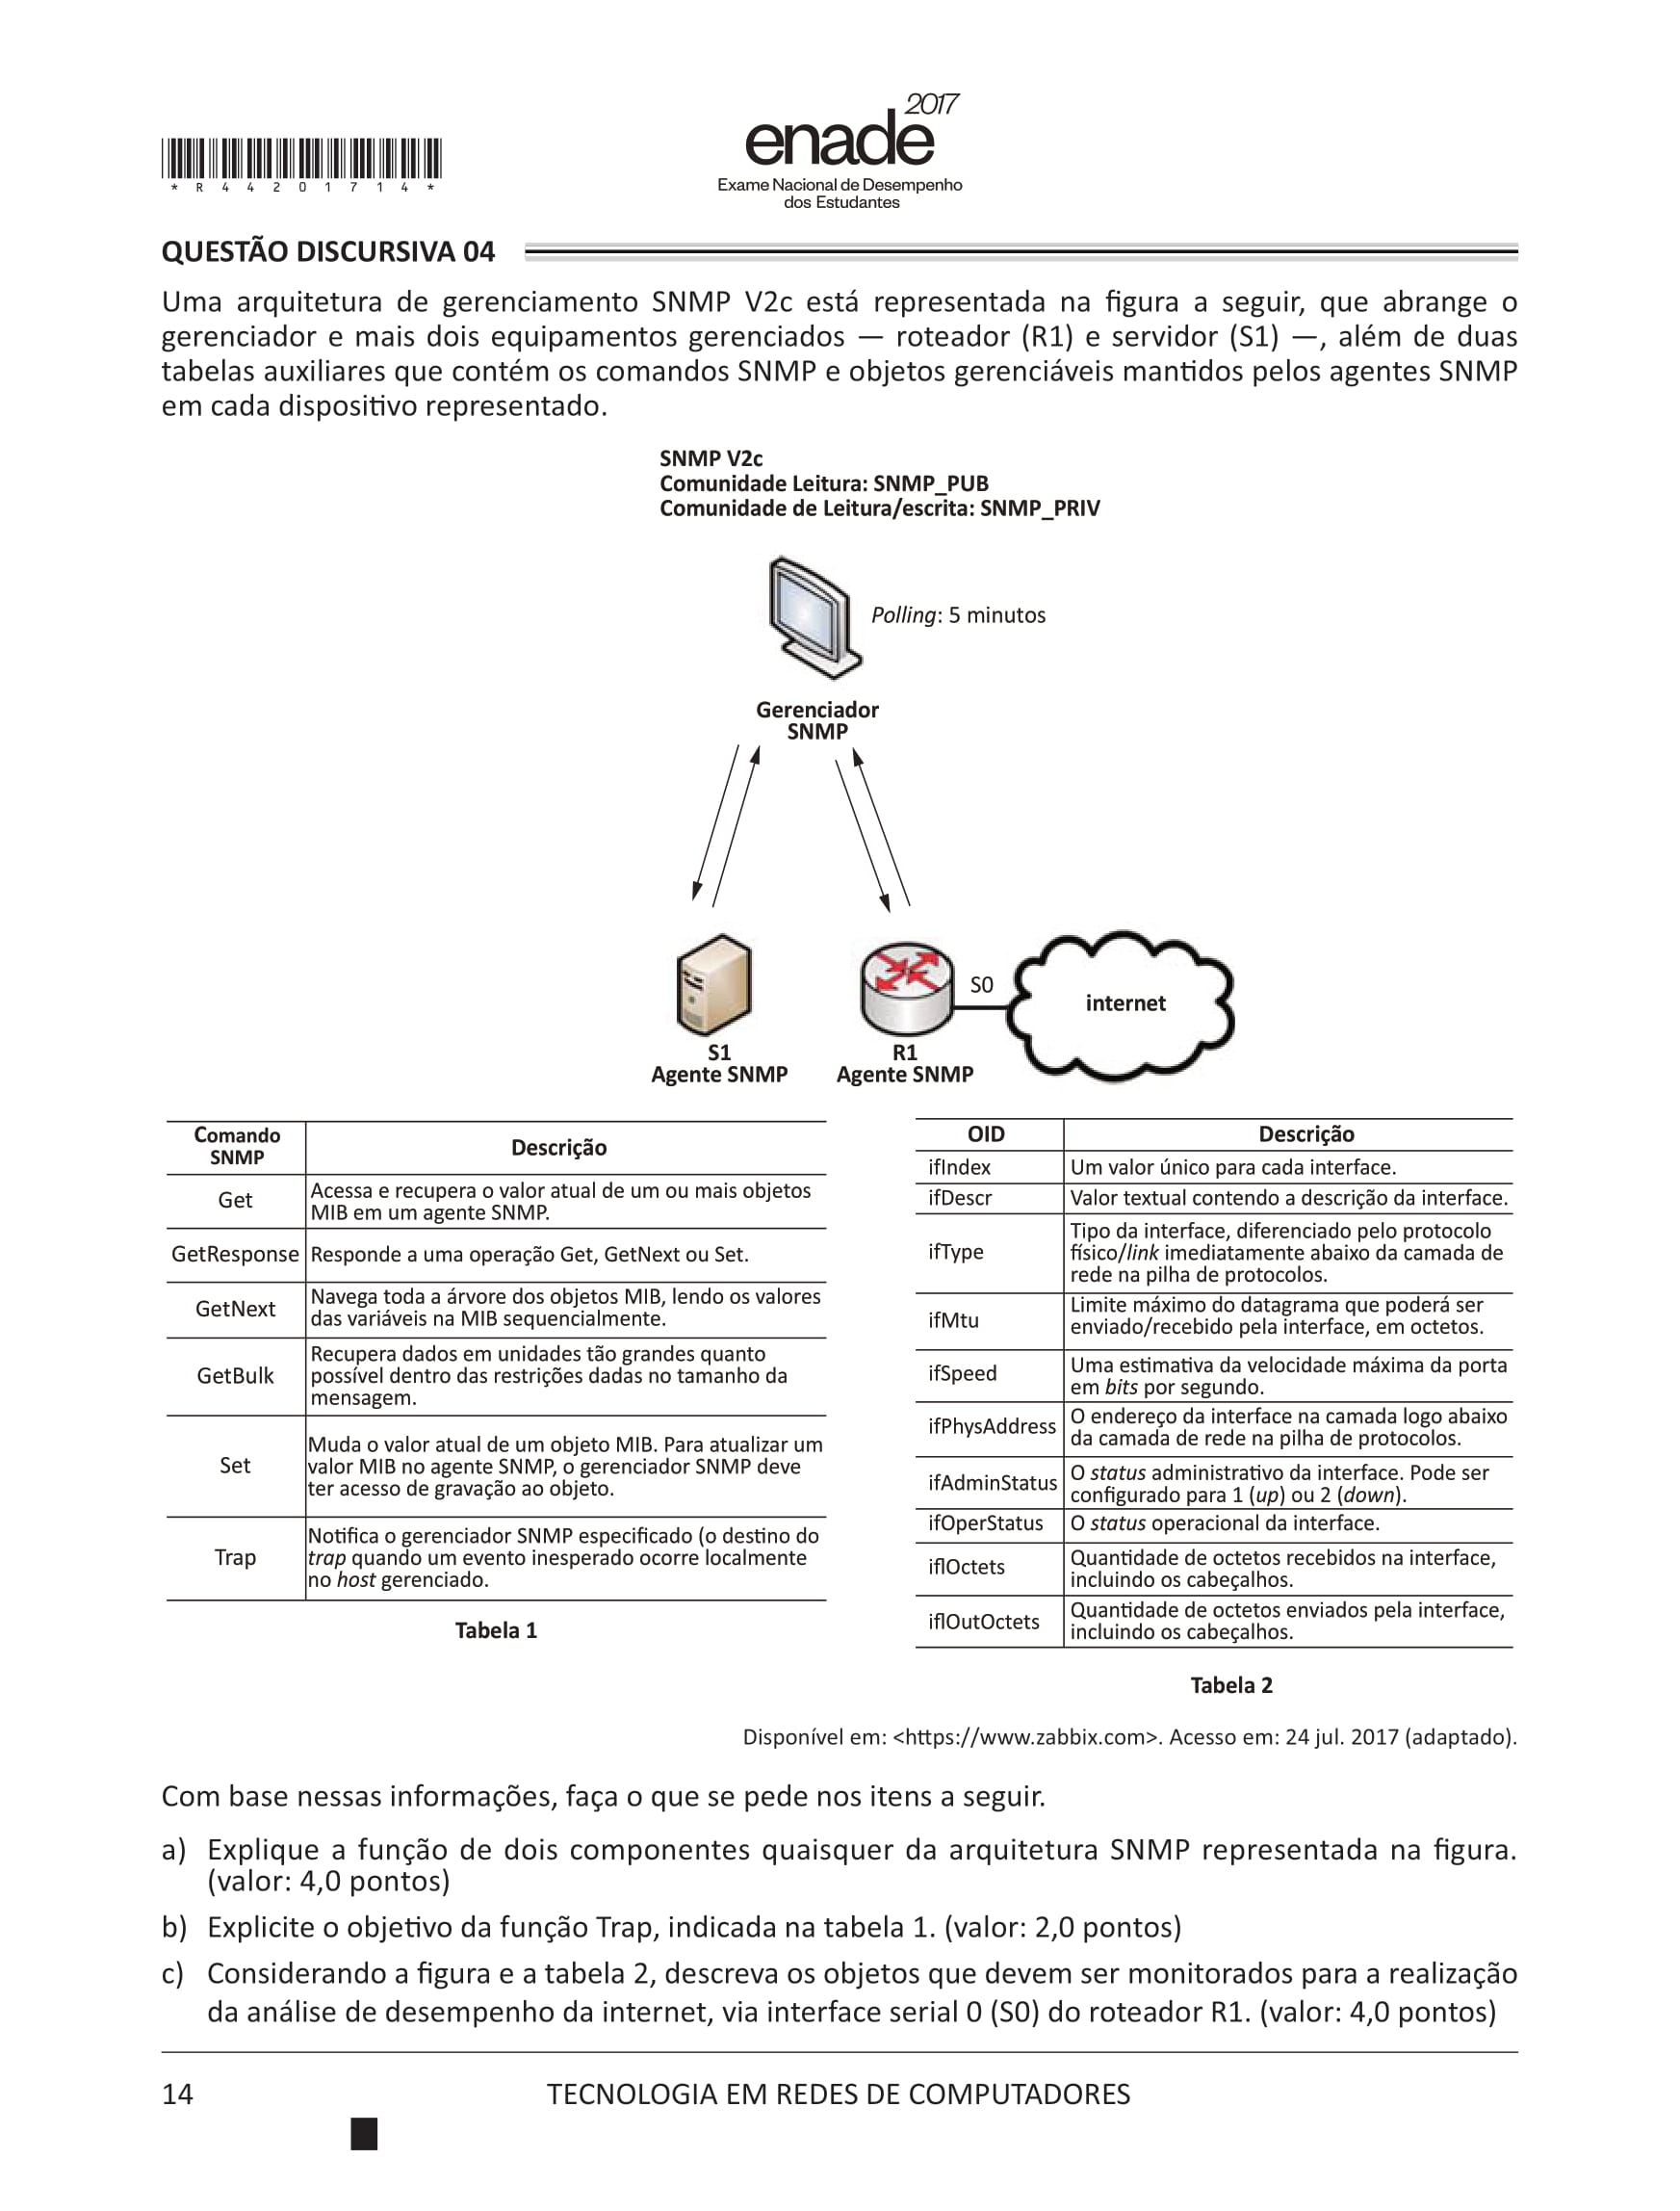 2017
enade
Exame Nacional de Desempenho
dos Estudantes
* R 4 4 2 0 1 7 1 4 *
QUESTÃO DISCURSIVA 04
Uma arquitetura de gerenciamento SNMP V2c está representada na figura a seguir, que abrange o
gerenciador e mais dois equipamentos gerenciados — roteador (R1) e servidor (S1) —, além de duas
tabelas auxiliares que contém os comandos SNMP e objetos gerenciáveis mantidos pelos agentes SNMP
em cada dispositivo representado.
SNMP V2c
Comunidade Leitura: SNMP_PUB
Comunidade de Leitura/escrita: SNMP_PRIV
Polling: 5 minutos
Gerenciador
SNMP
S0
internet
S1
Agente SNMP
R1
Agente SNMP
Comando
SNMP
Descrição
Get
Acessa e recupera o valor atual de um ou mais objetos
MIB em um agente SNMP.
GetResponse
Responde a uma operação Get, GetNext ou Set.
GetNext
Navega toda a árvore dos objetos MIB, lendo os valores
das variáveis na MIB sequencialmente.
GetBulk
Recupera dados em unidades tão grandes quanto
possível dentro das restrições dadas no tamanho da
mensagem.
Set
Muda o valor atual de um objeto MIB. Para atualizar um
valor MIB no agente SNMP, o gerenciador SNMP deve
ter acesso de gravação ao objeto.
Trap
Notifica o gerenciador SNMP especificado (o destino do
trap quando um evento inesperado ocorre localmente
no host gerenciado.
Tabela 1
OID
Descrição
ifIndex
Um valor único para cada interface.
ifDescr
Valor textual contendo a descrição da interface.
ifType
Tipo da interface, diferenciado pelo protocolo
físico/link imediatamente abaixo da camada de
rede na pilha de protocolos.
ifMtu
Limite máximo do datagrama que poderá ser
enviado/recebido pela interface, em octetos.
ifSpeed
Uma estimativa da velocidade máxima da porta
em bits por segundo.
ifPhysAddress
O endereço da interface na camada logo abaixo
da camada de rede na pilha de protocolos.
ifAdminStatus
O status administrativo da interface. Pode ser
configurado para 1 (up) ou 2 (down).
ifOperStatus
O status operacional da interface.
iflOctets
Quantidade de octetos recebidos na interface,
incluindo os cabeçalhos.
iflOutOctets
Quantidade de octetos enviados pela interface,
incluindo os cabeçalhos.
Tabela 2
Disponível em: <https://www.zabbix.com>. Acesso em: 24 jul. 2017 (adaptado).
Com base nessas informações, faça o que se pede nos itens a seguir.
a) Explique a função de dois componentes quaisquer da arquitetura SNMP representada na figura.
(valor: 4,0 pontos)
b) Explicite o objetivo da função Trap, indicada na tabela 1. (valor: 2,0 pontos)
c) Considerando a figura e a tabela 2, descreva os objetos que devem ser monitorados para a realização
da análise de desempenho da internet, via interface serial 0 (S0) do roteador R1. (valor: 4,0 pontos)
14
TECNOLOGIA EM REDES DE COMPUTADORES